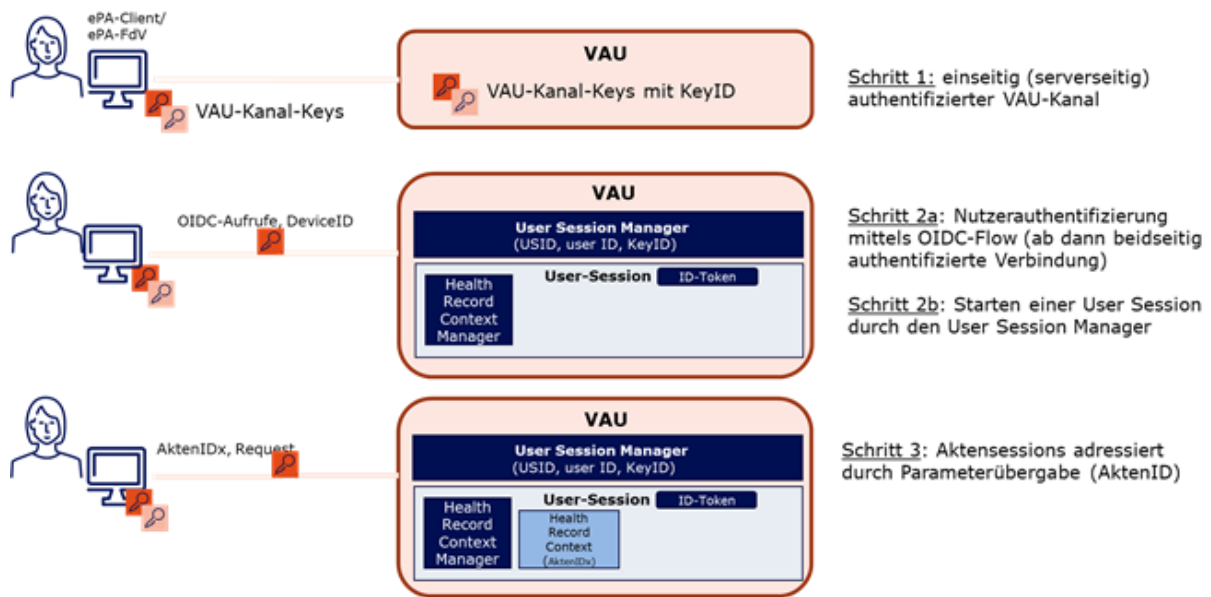 ePA-Client/
ePA-FdV
VAU-Kanal-Keys
VAU
VAU-Kanal-Keys mit KeyID
Schritt 1: einseitig (serverseitig)
authentifizierter VAU-Kanal
OIDC-Aufrufe, DeviceID
VAU
User Session Manager
(USID, user ID, KeyID)
User-Session
ID-Token
Health
Record
Context
Manager
Schritt 2a: Nutzerauthentifizierung
mittels OIDC-Flow (ab dann beidseitig
authentifizierte Verbindung)
Schritt 2b: Starten einer User Session
durch den User Session Manager
AktenIDx, Request
VAU
User Session Manager
(USID, user ID, KeyID)
User-Session
ID-Token
Health
Record
Context
Manager
Health
Record
Context
(AktenIDx)
Schritt 3: Aktensessions adressiert
durch Parameterübergabe (AktenID)